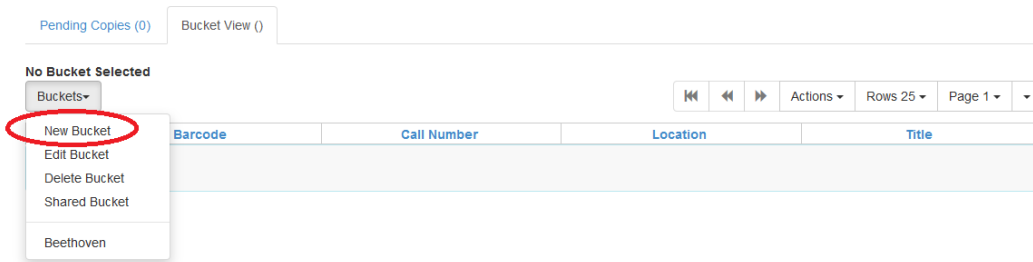 Pending Copies (0) Bucket View ()
No Bucket Selected
Buckets Actions Rows 25 Page 1
New Bucket Barcode Call Number Location Title
Edit Bucket
Delete Bucket
Shared Bucket
Beethoven